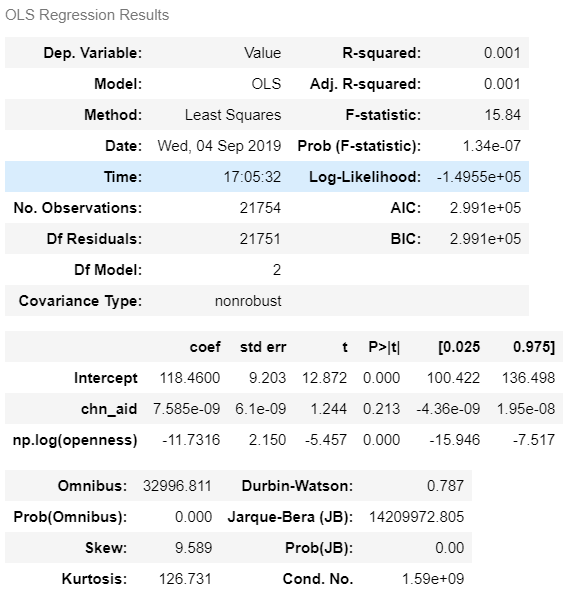 OLS Regression Results
Dep. Variable: Value R-squared: 0.001
Model: OLS Adj. R-squared: 0.001
Method: Least Squares F-statistic: 15.84
Date: Wed, 04 Sep 2019 Prob (F-statistic): 1.34e-07
Time: 17:05:32 Log-Likelihood: -1.4955e+05
No. Observations: 21754 AIC: 2.991e+05
Df Residuals: 21751 BIC: 2.991e+05
Df Model: 2
Covariance Type: nonrobust
coef std err t P>|t| [0.025 0.975]
Intercept 118.4600 9.203 12.872 0.000 100.422 136.498
chn_aid 7.585e-09 6.1e-09 1.244 0.213 -4.36e-09 1.95e-08
np.log(openness) -11.7316 2.150 -5.457 0.000 -15.946 -7.517
Omnibus: 32996.811 Durbin-Watson: 0.787
Prob(Omnibus): 0.000 Jarque-Bera (JB): 14209972.805
Skew: 9.589 Prob(JB): 0.00
Kurtosis: 126.731 Cond. No. 1.59e+09